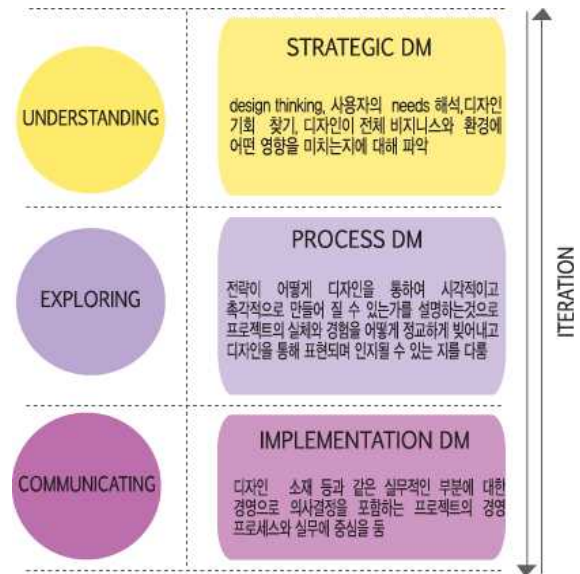 STRATEGIC DM
UNDERSTANDING
design thinking, 사용자의 needs 해석,디자인
기회 찾기, 디자인이 전체 비지니스와 환경에
어떤 영향을 미치는지에 대해 파악
PROCESS DM
EXPLORING
전략이 어떻게 디자인을 통하여 시각적이고
촉각적으로 만들어 질 수 있는가를 설명하는것으로
프로젝트의 실체와 경험을 어떻게 정교하게 빚어내고
디자인을 통해 표현되며 인지될 수 있는 지를 다룸
ITERATION
IMPLEMENTATION DM
COMMUNICATING
디자인 소재 등과 같은 실무적인 부분에 대한
경영으로 의사결정을 포함하는 프로젝트의 경영
프로세스와 실무에 중심을 둠